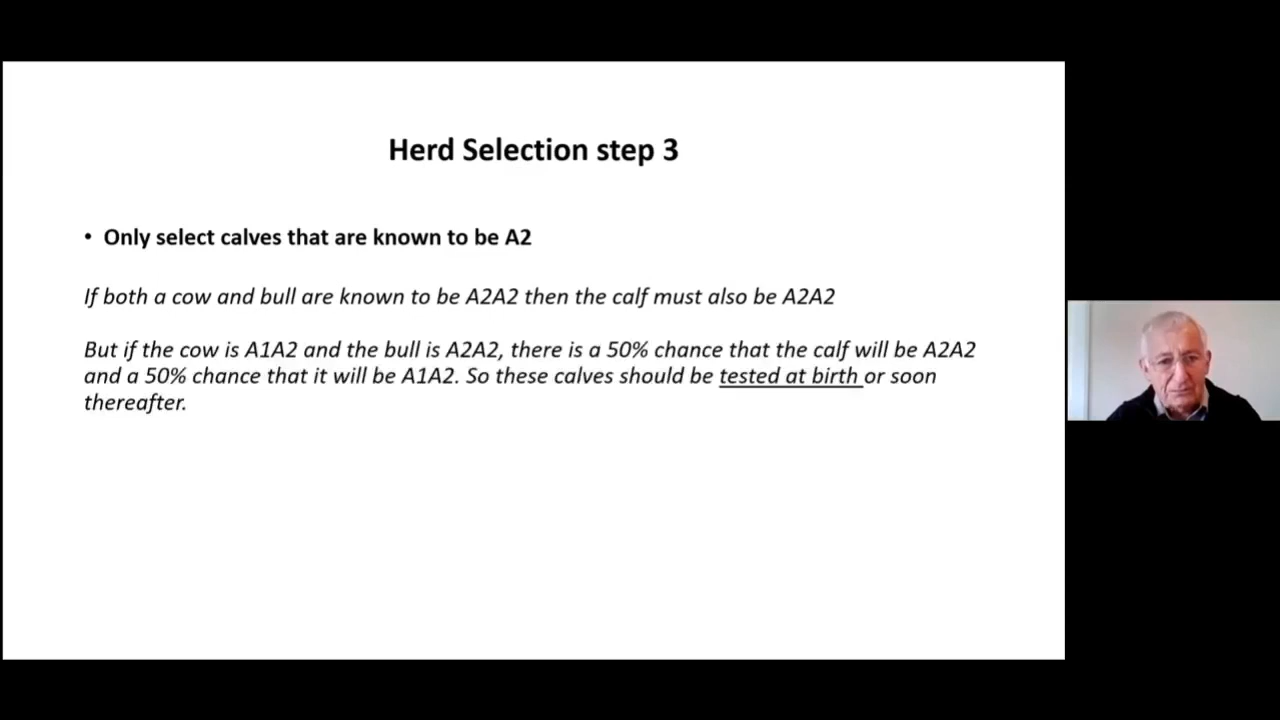 Herd Selection step 3
• Only select calves that are known to be A2
If both a cow and bull are known to be A2A2 then the calf must also be A2A2
But if the cow is A1A2 and the bull is A2A2, there is a 50% chance that the calf will be A2A2
and a 50% chance that it will be A1A2. So these calves should be tested at birth or soon
thereafter.